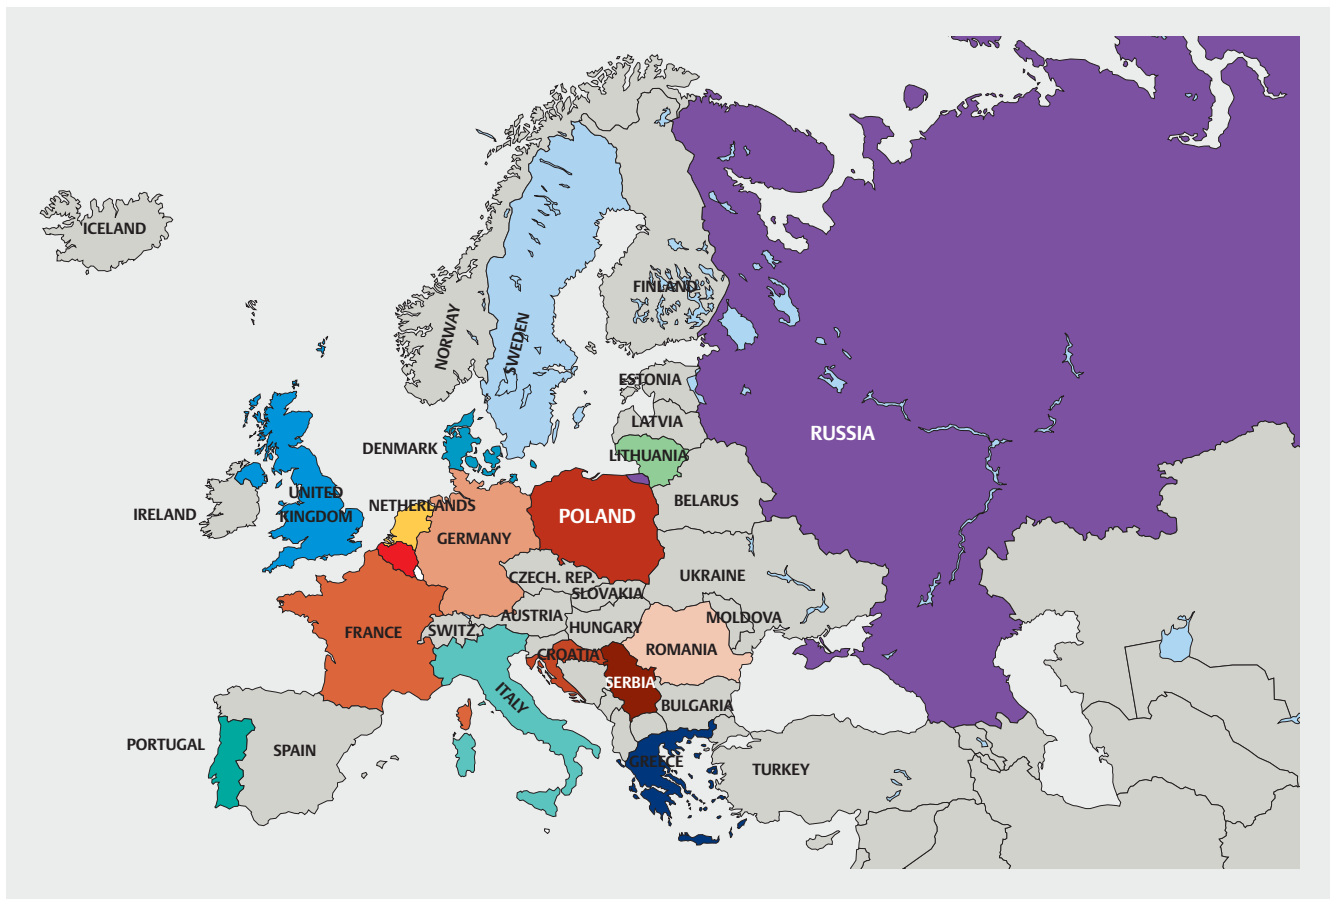 ICELAND
FINLAND
NORWAY
SWEDEN
ESTONIA
LATVIA
RUSSIA
DENMARK
LITHUANIA
UNITED
KINGDOM
NETHERLANDS
BELARUS
IRELAND
POLAND
GERMANY
CZECH. REP.
UKRAINE
SLOVAKIA
AUSTRIA
MOLDOVA
FRANCE
SWITZ.
HUNGARY
CROATIA
ROMANIA
SERBIA
ITALY
BULGARIA
PORTUGAL
SPAIN
GREECE
TURKEY